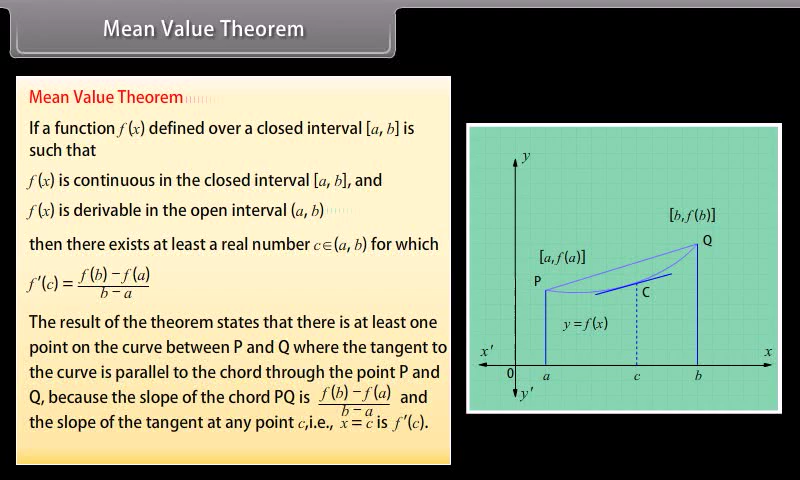 Mean Value Theorem
Mean Value Theorem
If a function f (x) defined over a closed interval [a, b] is
such that
f (x) is continuous in the closed interval [a, b], and
f (x) is derivable in the open interval (a, b)
then there exists at least a real number c∈(a, b) for which
f′(c) = f(b) − f(a) / b − a
The result of the theorem states that there is at least one
point on the curve between P and Q where the tangent to
the curve is parallel to the chord through the point P and
Q, because the slope of the chord PQ is f(b) − f(a) / b − a and
the slope of the tangent at any point c,i.e., x = c is f′(c).
y
[b,f(b)]
Q
[a,f(a)]
P
C
y = f(x)
x′
x
0
a
c
b
y′